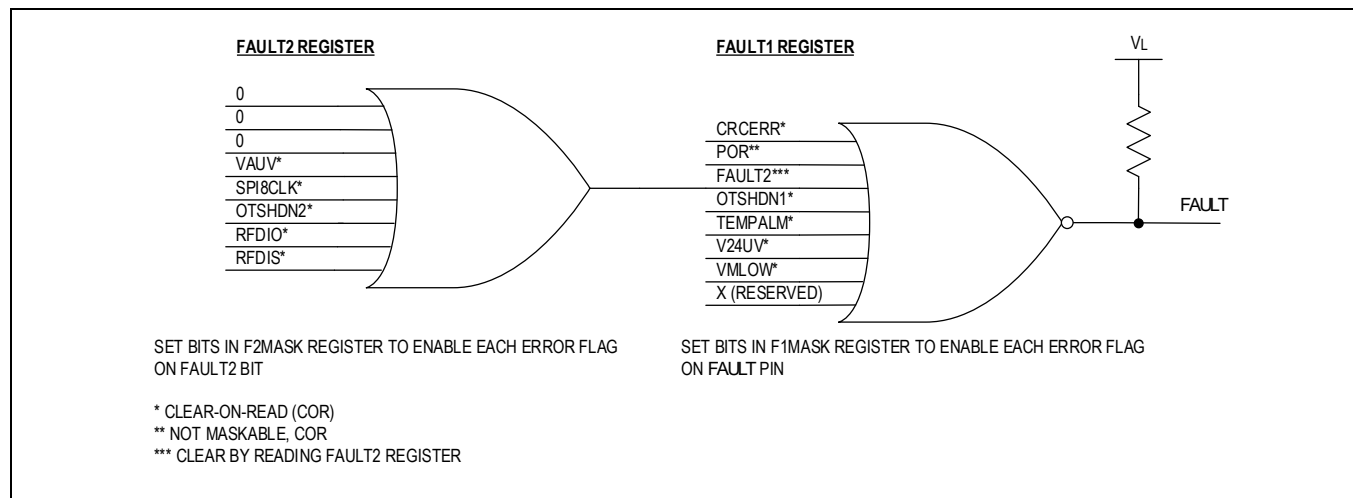 FAULT2 REGISTER
0
0
0
VAUV*
SPI8CLK*
OTSHDN2*
RFDIO*
RFDIS*
FAULT1 REGISTER
CRCERR*
POR**
FAULT2***
OTSHDN1*
TEMPALM*
V24UV*
VMLOW*
X (RESERVED)
VL
FAULT
SET BITS IN F2MASK REGISTER TO ENABLE EACH ERROR FLAG
ON FAULT2 BIT
SET BITS IN F1MASK REGISTER TO ENABLE EACH ERROR FLAG
ON FAULT PIN
* CLEAR-ON-READ (COR)
** NOT MASKABLE, COR
*** CLEAR BY READING FAULT2 REGISTER